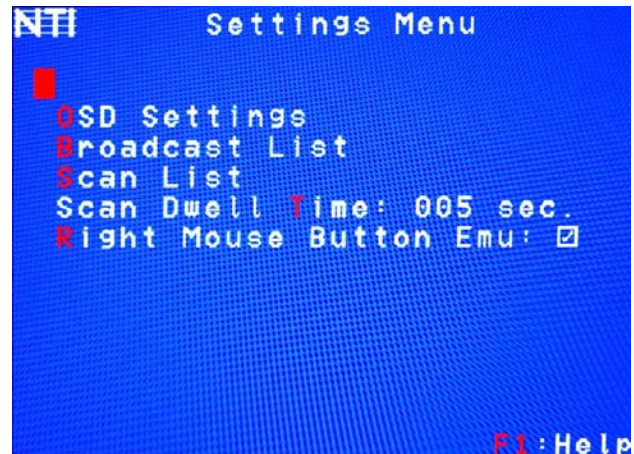 NTI Settings Menu
OSD Settings
Broadcast List
Scan List
Scan Dwell Time: 005 sec.
Right Mouse Button Emu: ☑
F1:Help